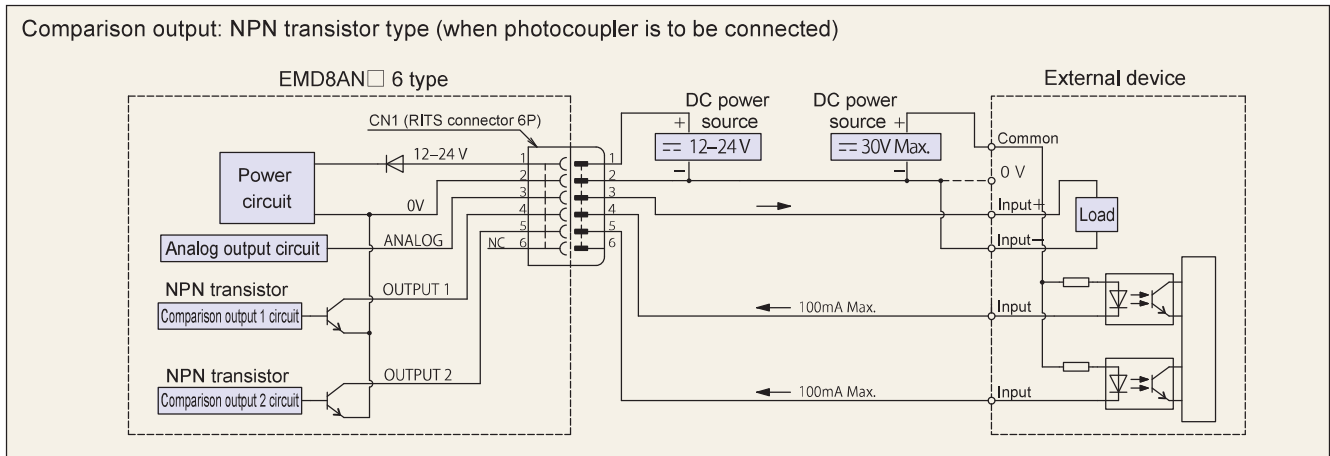 Comparison output: NPN transistor type (when photocoupler is to be connected)
EMD8AN□ 6 type
External device
CN1 (RITS connector 6P)
DC power source
+
⎓ 12–24 V
−
DC power source
+
⎓ 30V Max.
−
Common
0 V
Input+
Load
Input−
Power circuit
12–24 V
0V
Analog output circuit
ANALOG
NC
1
2
3
4
5
6
1
2
3
4
5
6
NPN transistor
OUTPUT 1
Comparison output 1 circuit
100mA Max.
Input
NPN transistor
OUTPUT 2
Comparison output 2 circuit
100mA Max.
Input